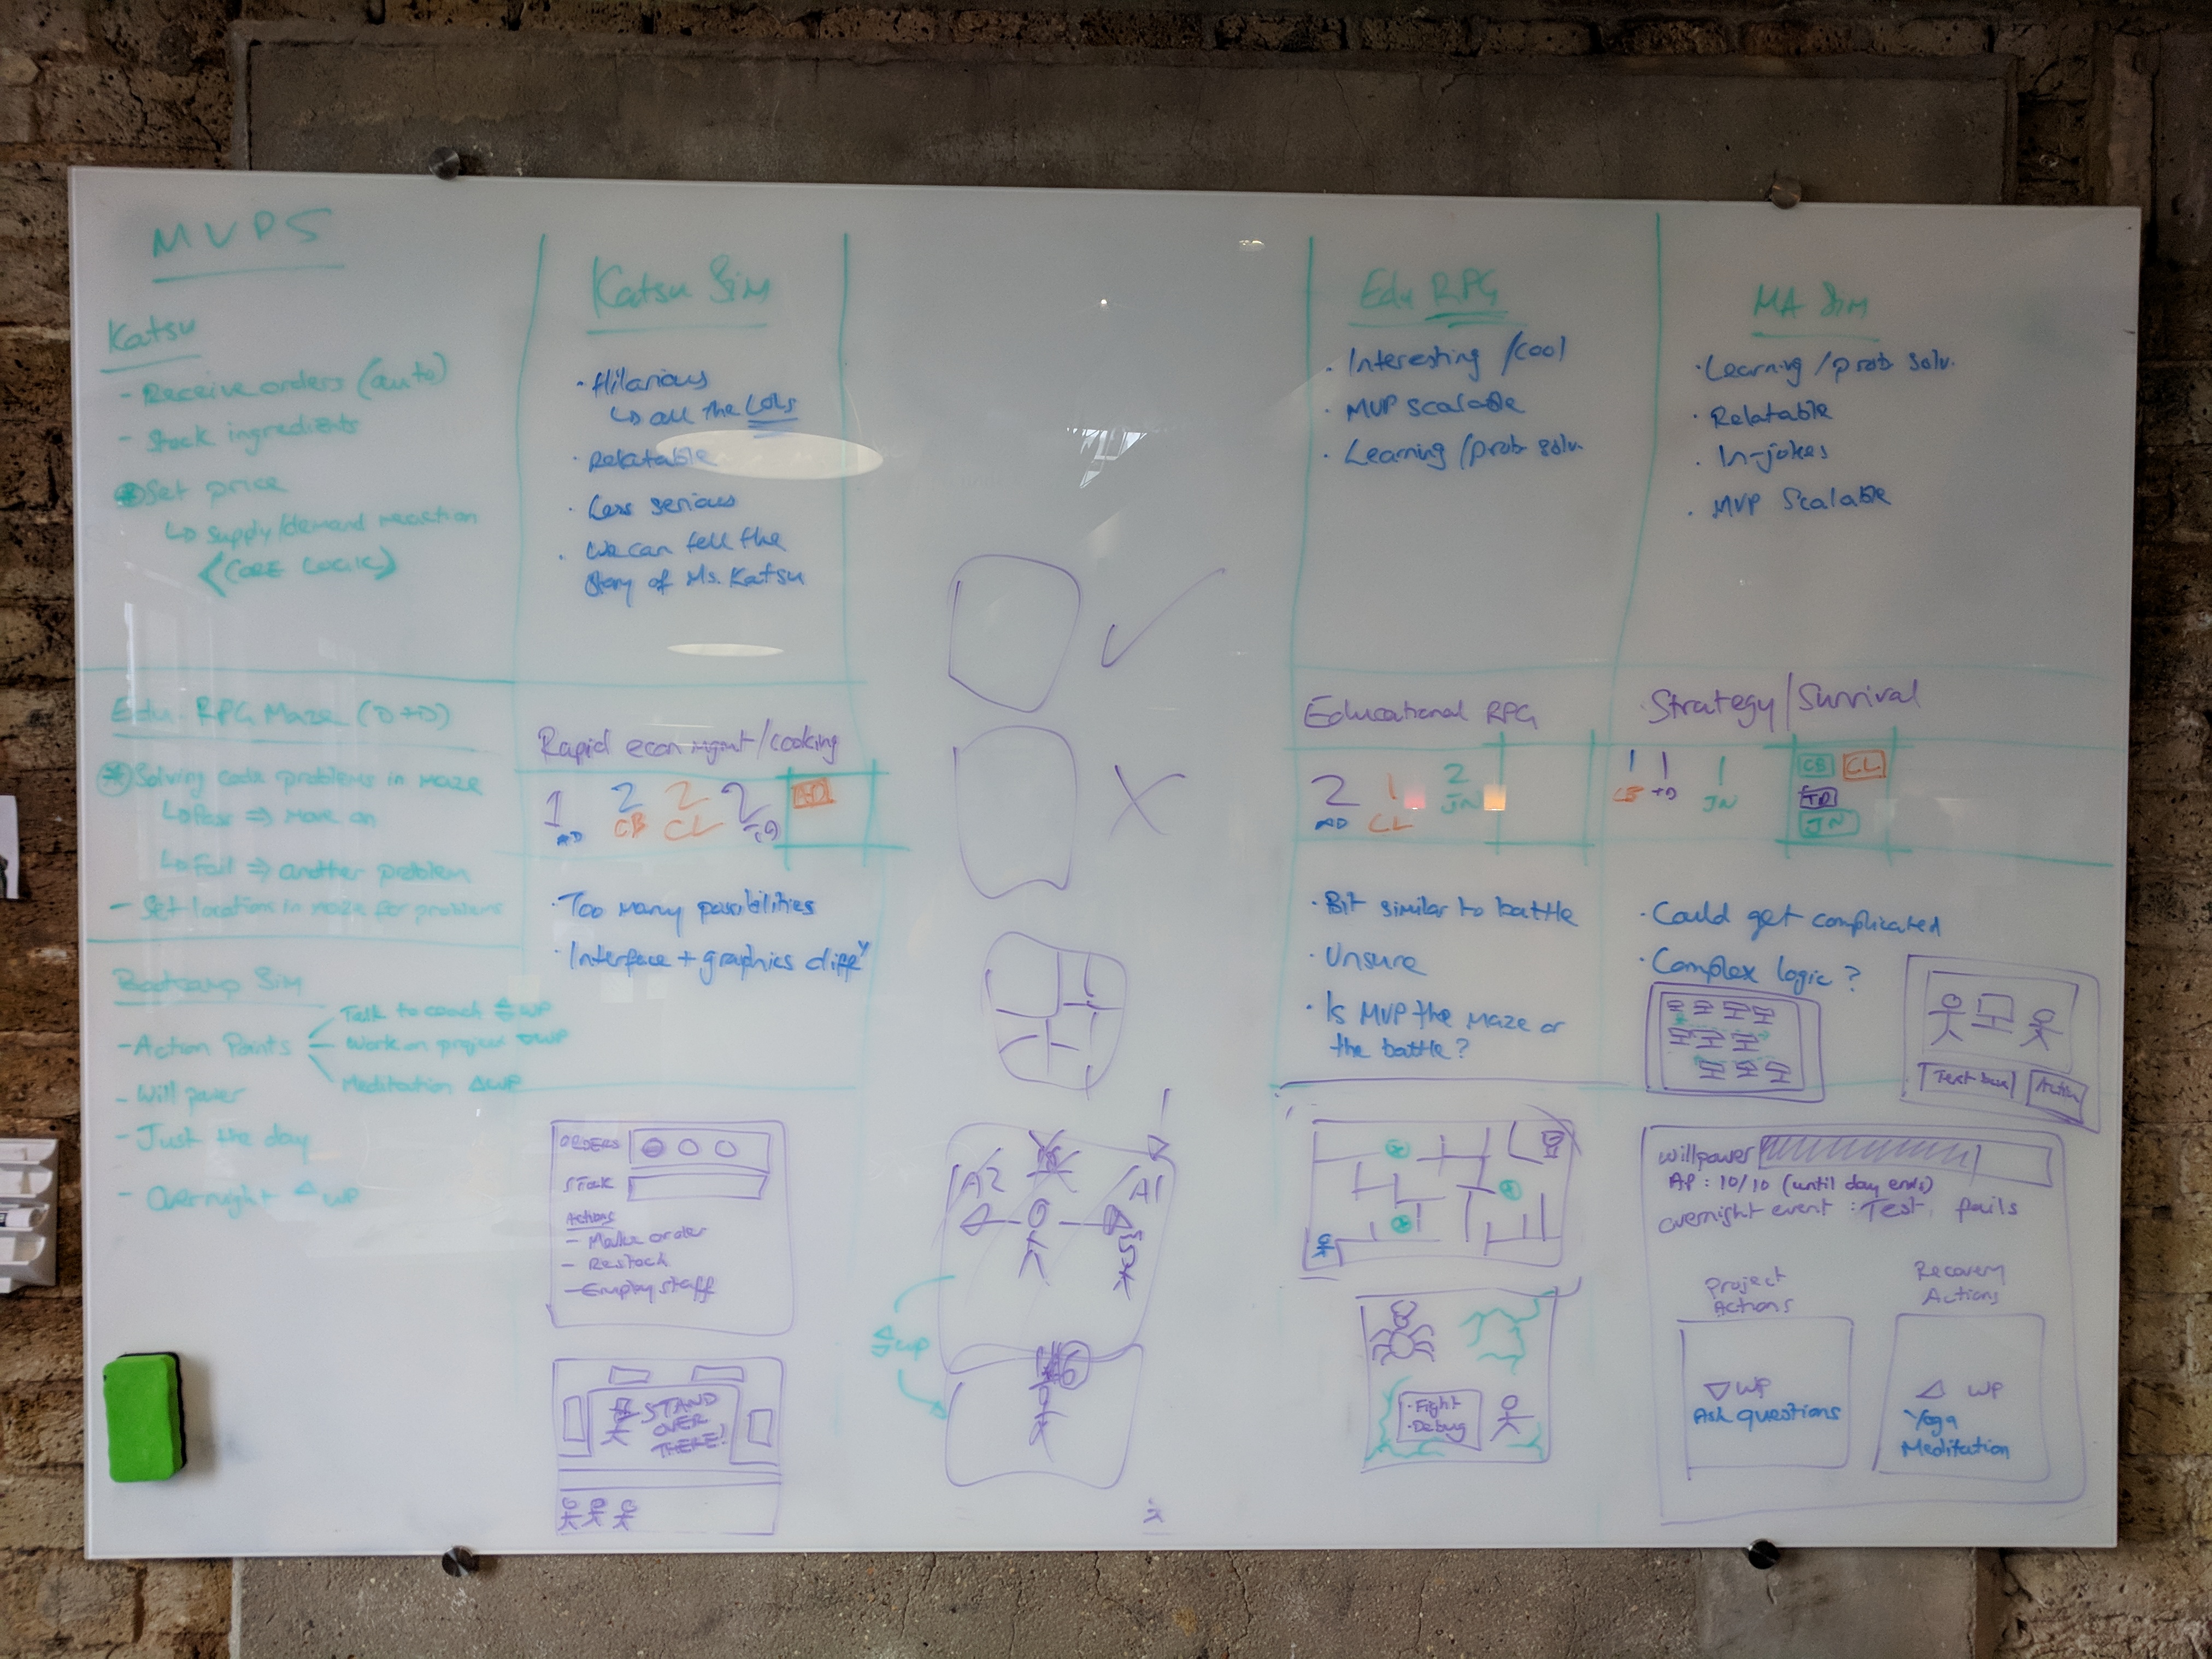 MVPS
Katsu
- Receive orders (auto)
- Stock ingredients
* Set price
↳ Supply/demand reaction
<(CORE LOGIC)>
Edu. RPG Maze (D+D)
* Solving code problems in maze
↳ Pass ⇒ move on
↳ Fail ⇒ another problem
- Set locations in maze for problems
Bootcamp Sim
- Action Points
Talk to coach WP
Work on project ▽WP
Meditation △WP
- Will power
- Just the day
- Overnight △ WP
Katsu Sim
· Hilarious
↳ all the LOLs
· Relatable
· Less serious
· We can tell the
Story of Ms. Katsu
Rapid econ mgmt/cooking
1 2 2 2
AD CB CL TD
AD
· Too many possibilities
· Interface + graphics diffy
ORDERS
STOCK
Actions
- Make order
- Restock
- Employ staff
STAND
OVER
THERE!
✓
X
A2
A1
WP
Edu RPG
· Interesting /cool
· MVP scalable
· Learning /prob solv.
Educational RPG
2 1 2
AD CL JN
· Bit similar to battle
· Unsure
· Is MVP the maze or
the battle?
· Fight
· Debug
MA Sim
· Learning /prob solv.
· Relatable
· In-jokes
· MVP Scalable
Strategy/Survival
1 1 1
CB TD JN
CB CL
TD
JN
· Could get complicated
· Complex logic?
Text box
Action
Willpower
AP : 10/10 (until day ends)
overnight event : Test fails
Project
Actions
Recovery
Actions
▽ WP
Ask questions
△ WP
Yoga
Meditation